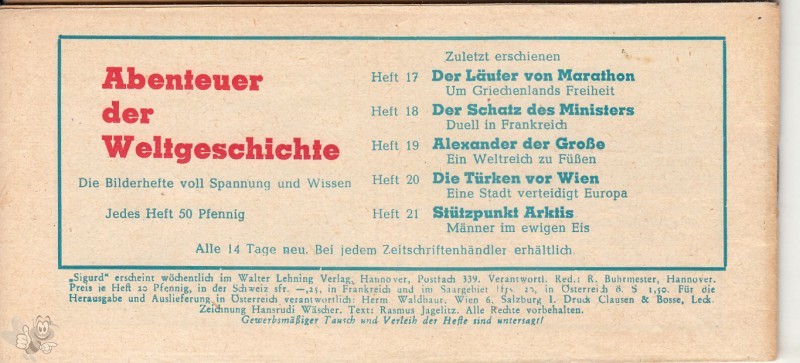 Abenteuer
der
Weltgeschichte
Die Bilderhefte voll Spannung und Wissen
Jedes Heft 50 Pfennig
Zuletzt erschienen
Heft 17 Der Läufer von Marathon
Um Griechenlands Freiheit
Heft 18 Der Schatz des Ministers
Duell in Frankreich
Heft 19 Alexander der Große
Ein Weltreich zu Füßen
Heft 20 Die Türken vor Wien
Eine Stadt verteidigt Europa
Heft 21 Stützpunkt Arktis
Männer im ewigen Eis
Alle 14 Tage neu. Bei jedem Zeitschriftenhändler erhältlich.
„Sigurd" erscheint wöchentlich im Walter Lehning Verlag, Hannover, Postfach 339. Verantwortl. Red.: R. Buhrmester, Hannover.
Preis je Heft 20 Pfennig, in der Schweiz sfr. —,25, in Frankreich und im Saargebiet 20, in Österreich ö. S 1,50. Für die
Herausgabe und Auslieferung in Österreich verantwortlich: Herm. Waldbaur, Wien 6, Salzburg 1. Druck Clausen & Bosse, Leck.
Zeichnung Hansrudi Wäscher. Text: Rasmus Jagelitz. Alle Rechte vorbehalten.
Gewerbsmäßiger Tausch und Verleih der Hefte sind untersagt!